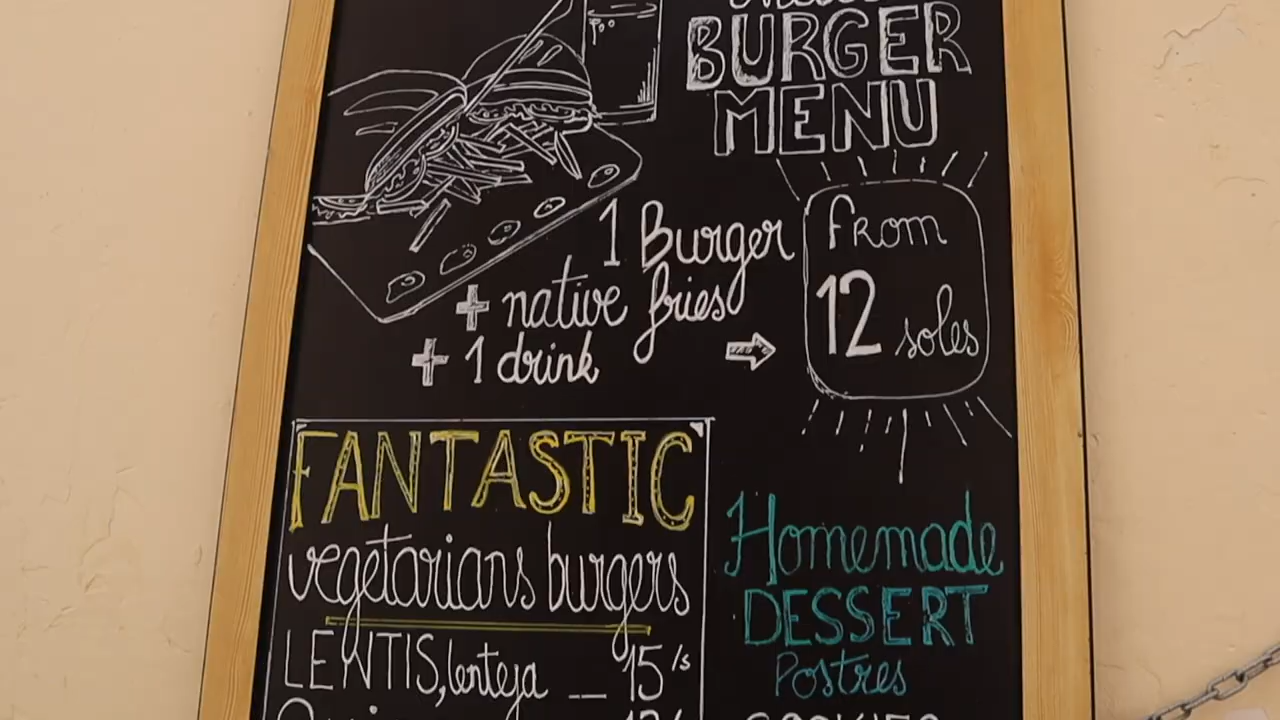 BURGER
MENU
1 Burger
+ native fries
+ 1 drink
From
12 soles
FANTASTIC
vegetarians burgers
LENTIS, lenteja __ 15/s
Homemade
DESSERT
Postres